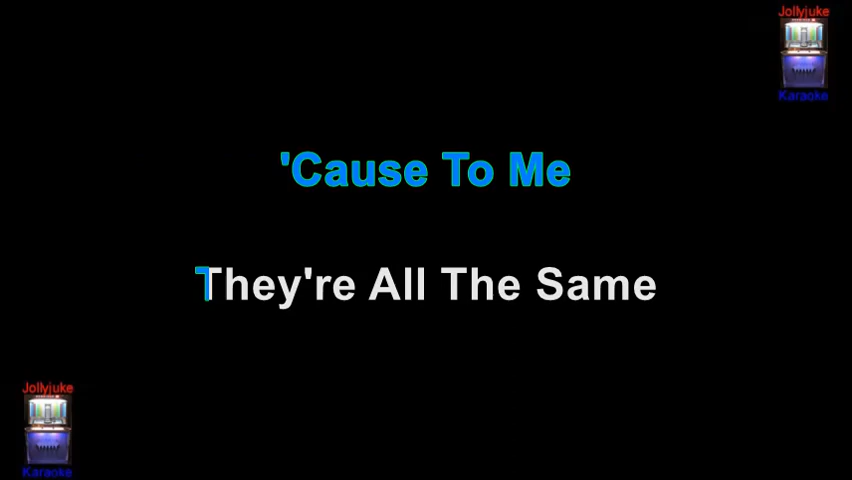 Jollyjuke
Karaoke
'Cause To Me
They're All The Same
Jollyjuke
Karaoke